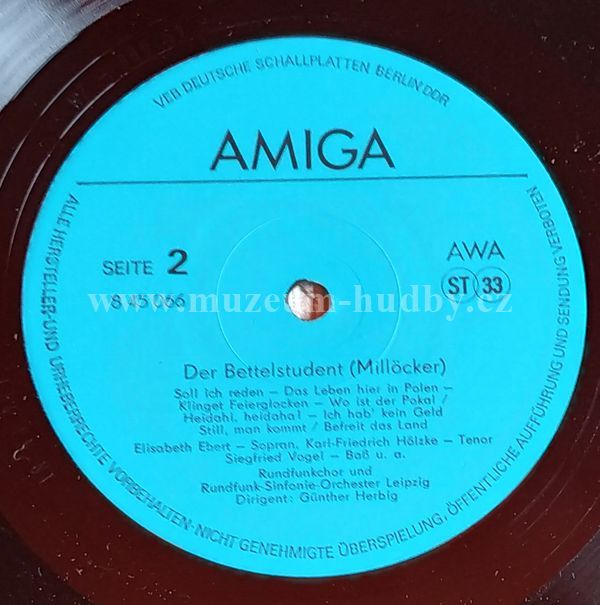 VEB DEUTSCHE SCHALLPLATTEN BERLIN DDR
AMIGA
SEITE 2
AWA
8 45 066
ST 33
www.muzeum-hudby.cz
Der Bettelstudent (Millöcker)
Soll ich reden – Das Leben hier in Polen –
Klinget Feierglocken – Wo ist der Pokal /
Heidahi, heidaha! – Ich hab' kein Geld
Still, man kommt / Befreit das Land
Elisabeth Ebert – Sopran, Karl-Friedrich Hölzke – Tenor
Siegfried Vogel – Baß u. a.
Rundfunkchor und
Rundfunk-Sinfonie-Orchester Leipzig
Dirigent: Günther Herbig
ALLE HERSTELLER- UND URHEBERRECHTE VORBEHALTEN · NICHT GENEHMIGTE ÜBERSPIELUNG, ÖFFENTLICHE AUFFÜHRUNG UND SENDUNG VERBOTEN